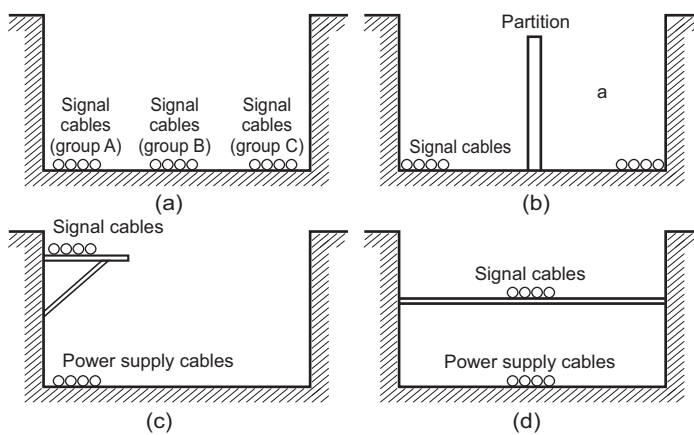 Signal
cables
(group A)
Signal
cables
(group B)
Signal
cables
(group C)
(a)
Partition
a
Signal cables
(b)
Signal cables
Power supply cables
(c)
Signal cables
Power supply cables
(d)